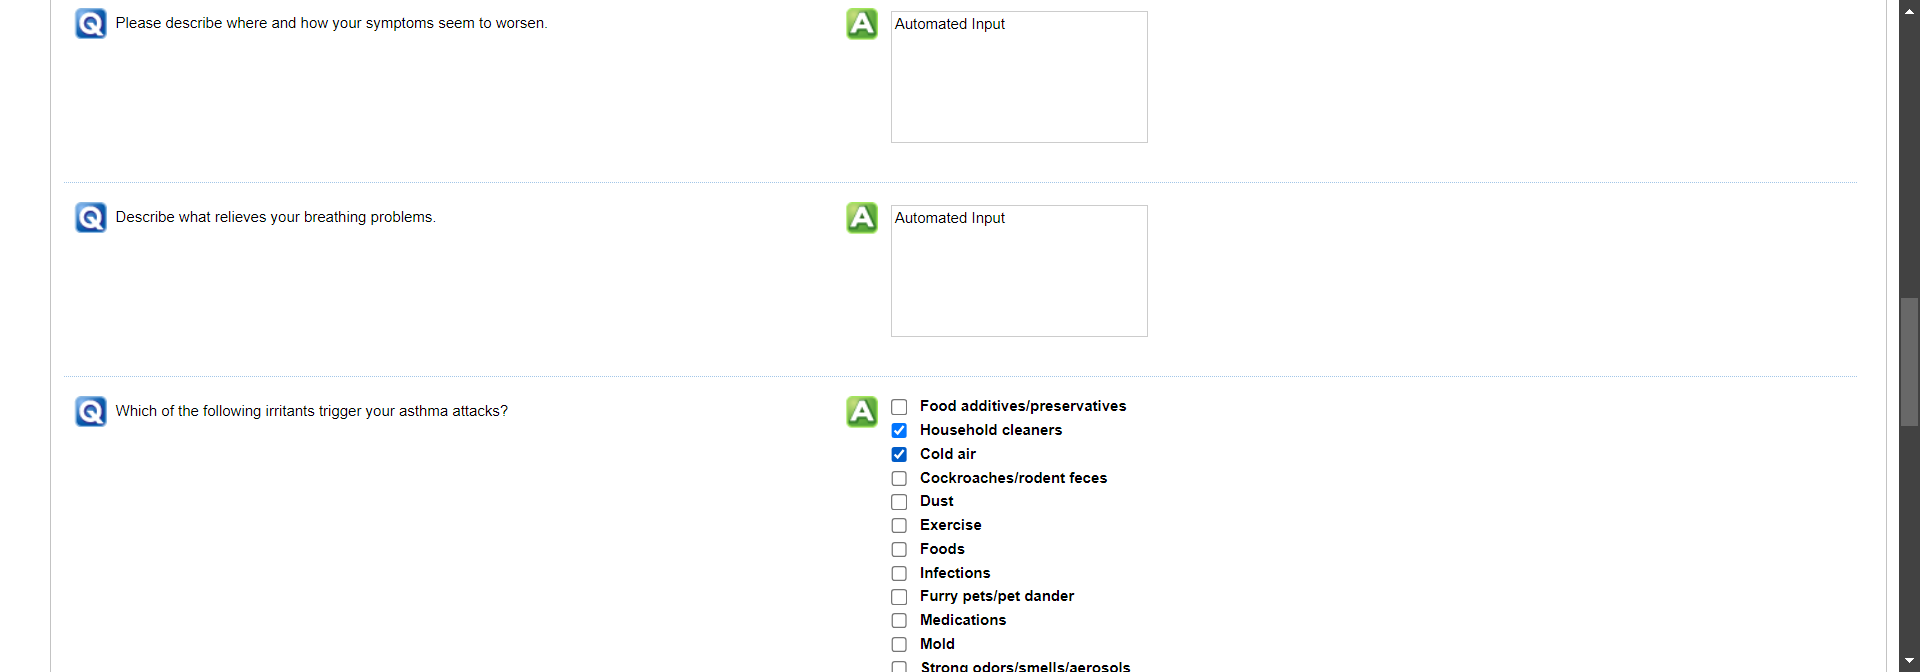 Q Please describe where and how your symptoms seem to worsen.
A Automated Input
Q Describe what relieves your breathing problems.
A Automated Input
Q Which of the following irritants trigger your asthma attacks?
A Food additives/preservatives
Household cleaners
Cold air
Cockroaches/rodent feces
Dust
Exercise
Foods
Infections
Furry pets/pet dander
Medications
Mold
Strong odors/smells/aerosols